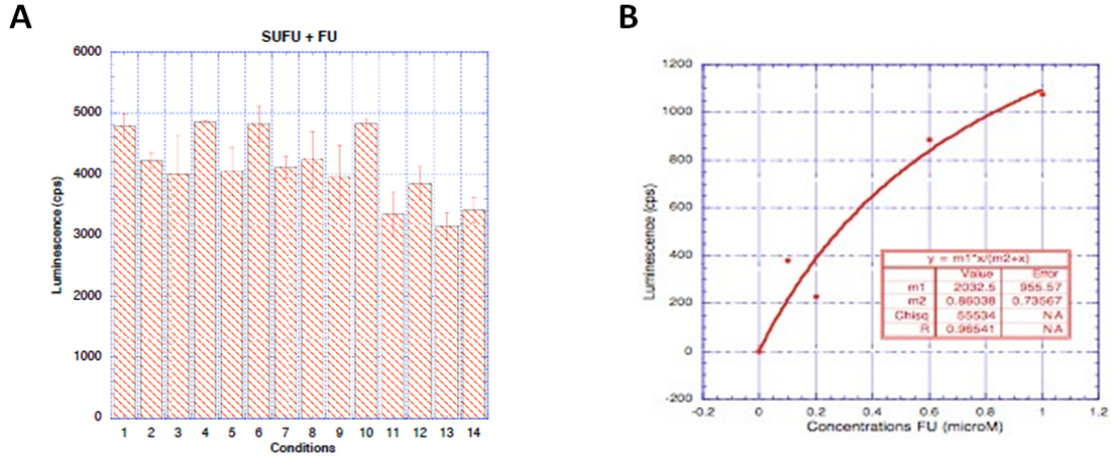 A
SUFU + FU
6000
5000
4000
3000
2000
1000
0
Luminescence (cps)
1 2 3 4 5 6 7 8 9 10 11 12 13 14
Conditions
B
1200
1000
800
600
400
200
0
-200
Luminescence (cps)
-0.2 0 0.2 0.4 0.6 0.8 1 1.2
Concentrations FU (microM)
y = m1*x/(m2+x)
Value Error
m1 2032.5 955.57
m2 0.86038 0.73567
Chisq 55534 NA
R 0.96541 NA